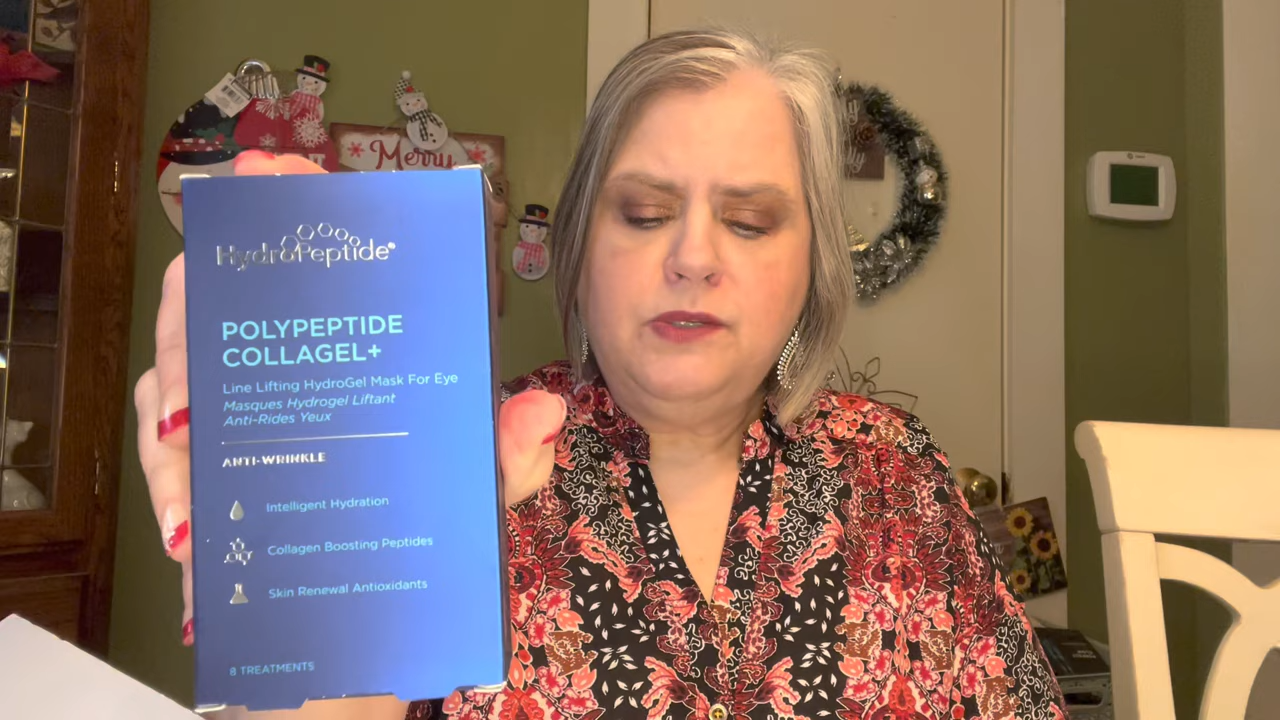 Merry
HydroPeptide®
POLYPEPTIDE
COLLAGEL+
Line Lifting HydroGel Mask For Eye
Masques Hydrogel Liftant
Anti-Rides Yeux
ANTI-WRINKLE
Intelligent Hydration
Collagen Boosting Peptides
Skin Renewal Antioxidants
8 TREATMENTS